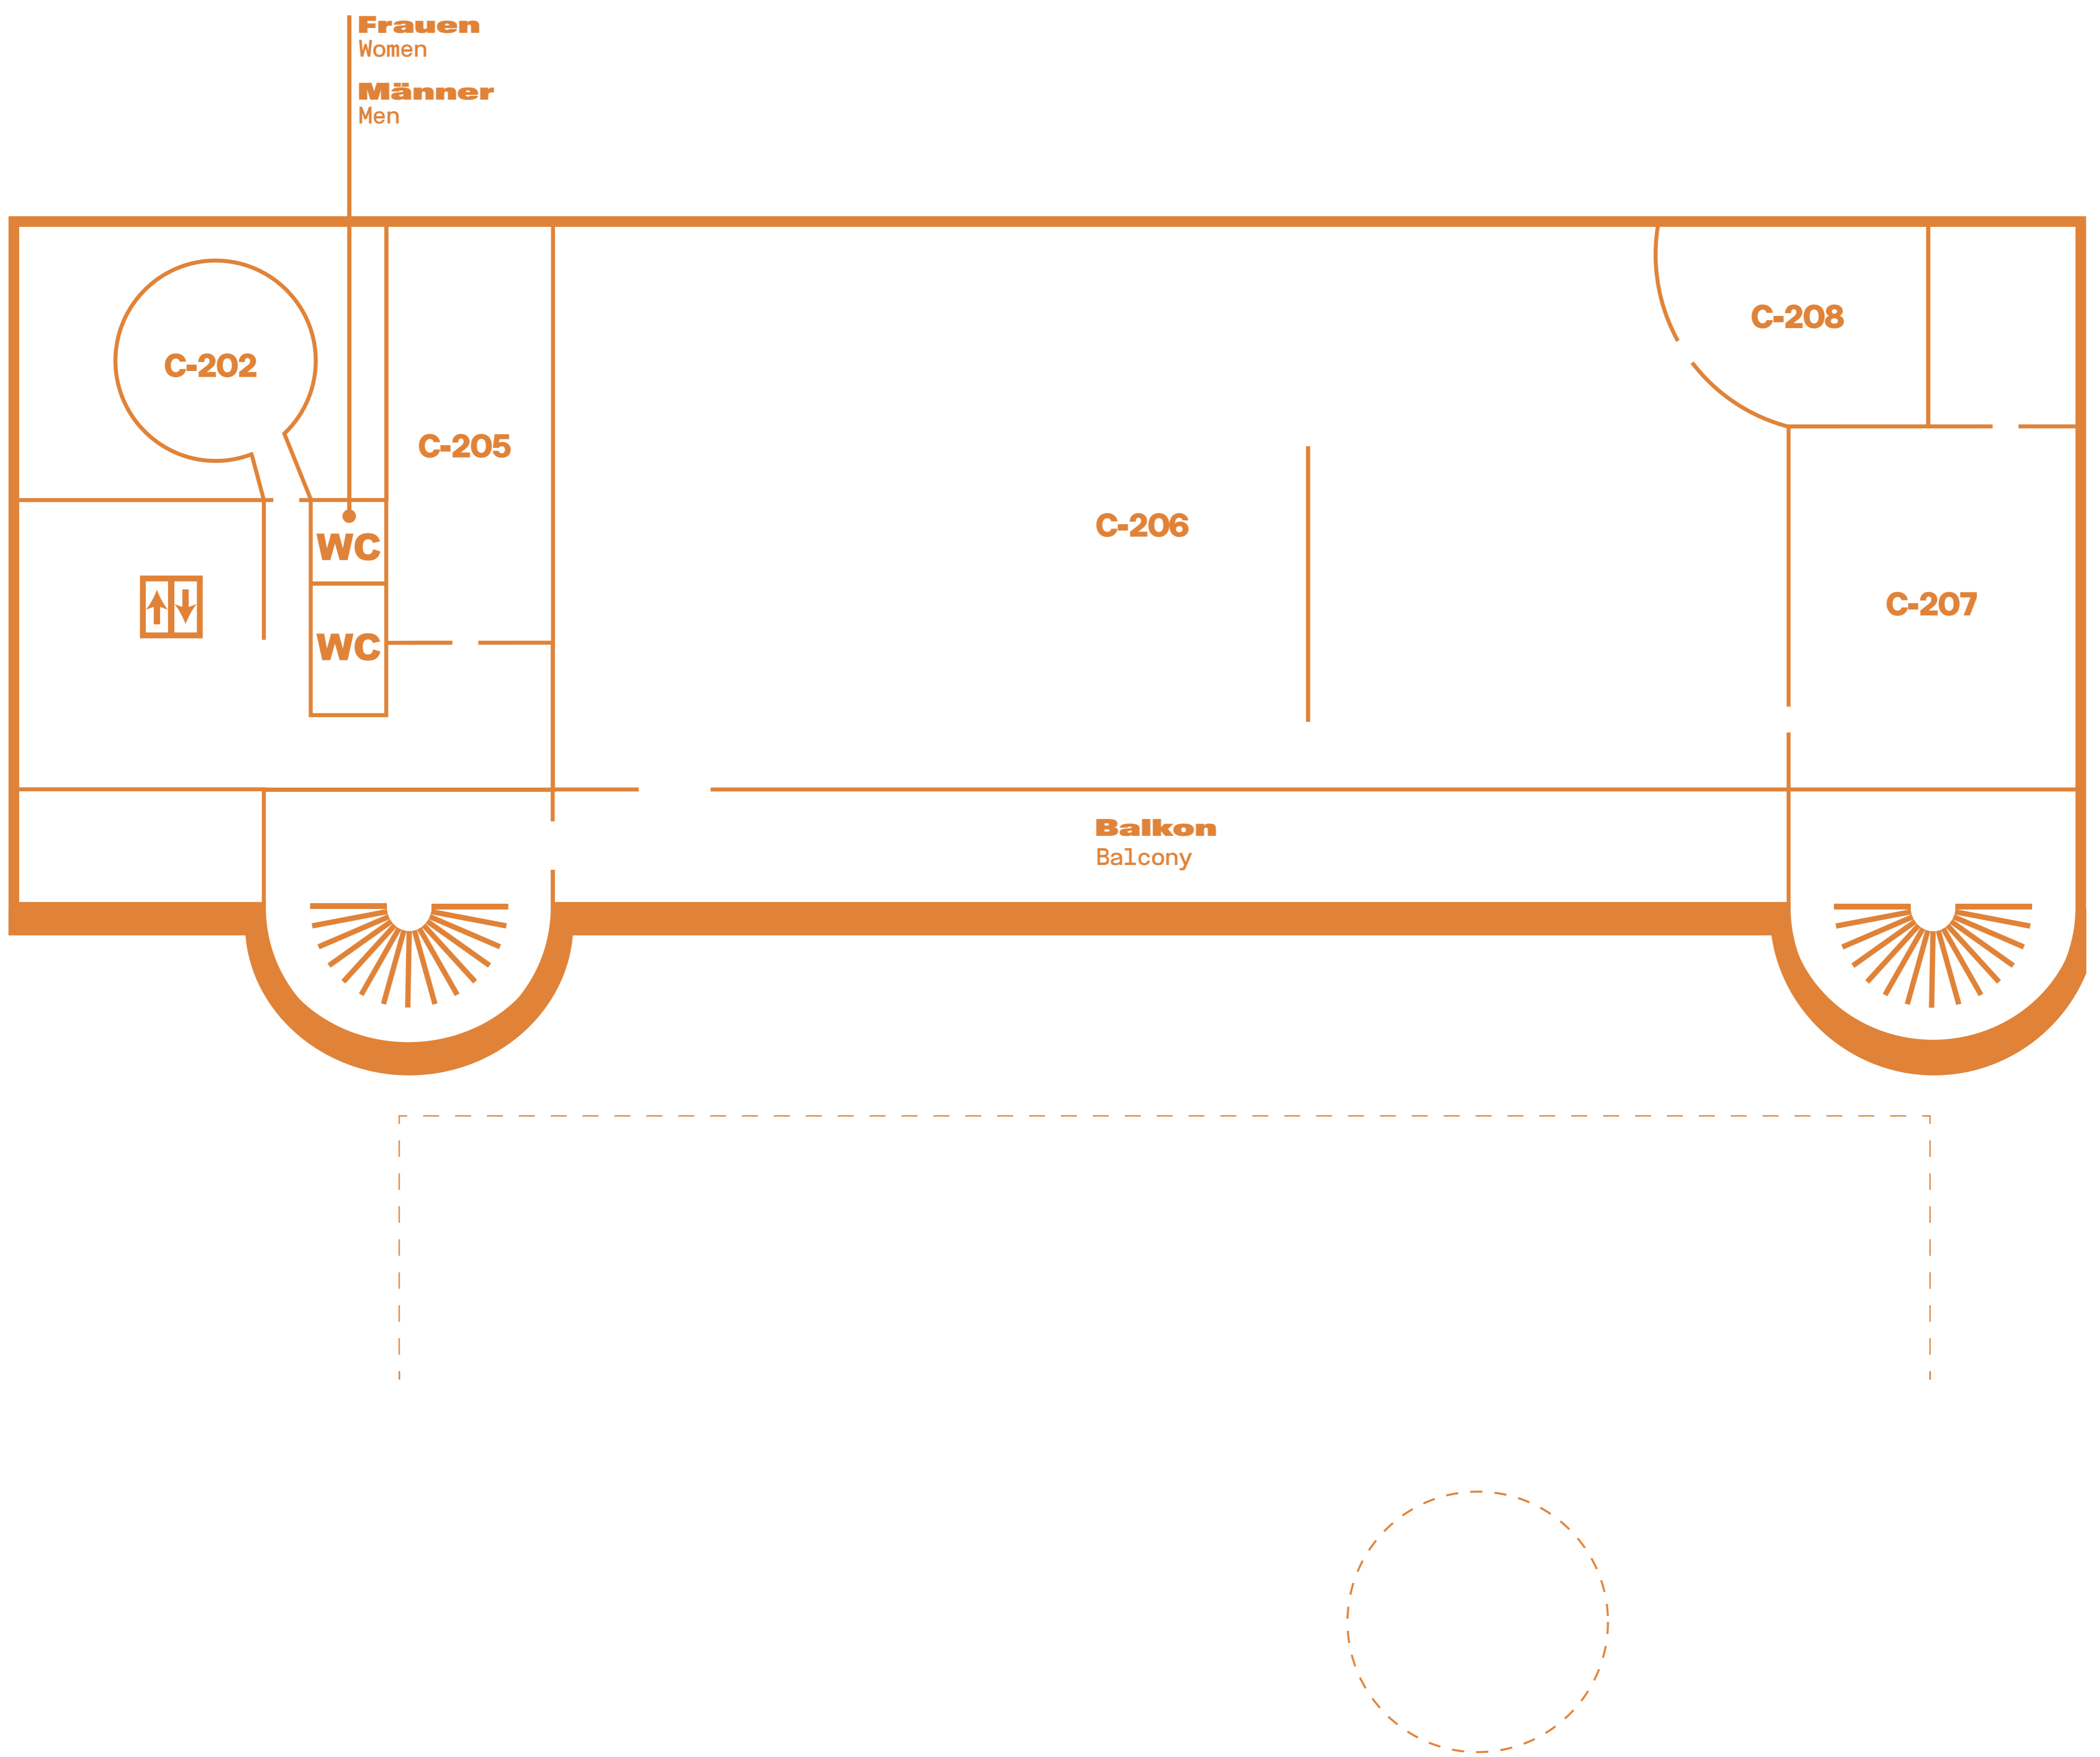 Frauen
Women
Männer
Men
C-208
C-202
C-205
C-206
WC
C-207
WC
Balkon
Balcony